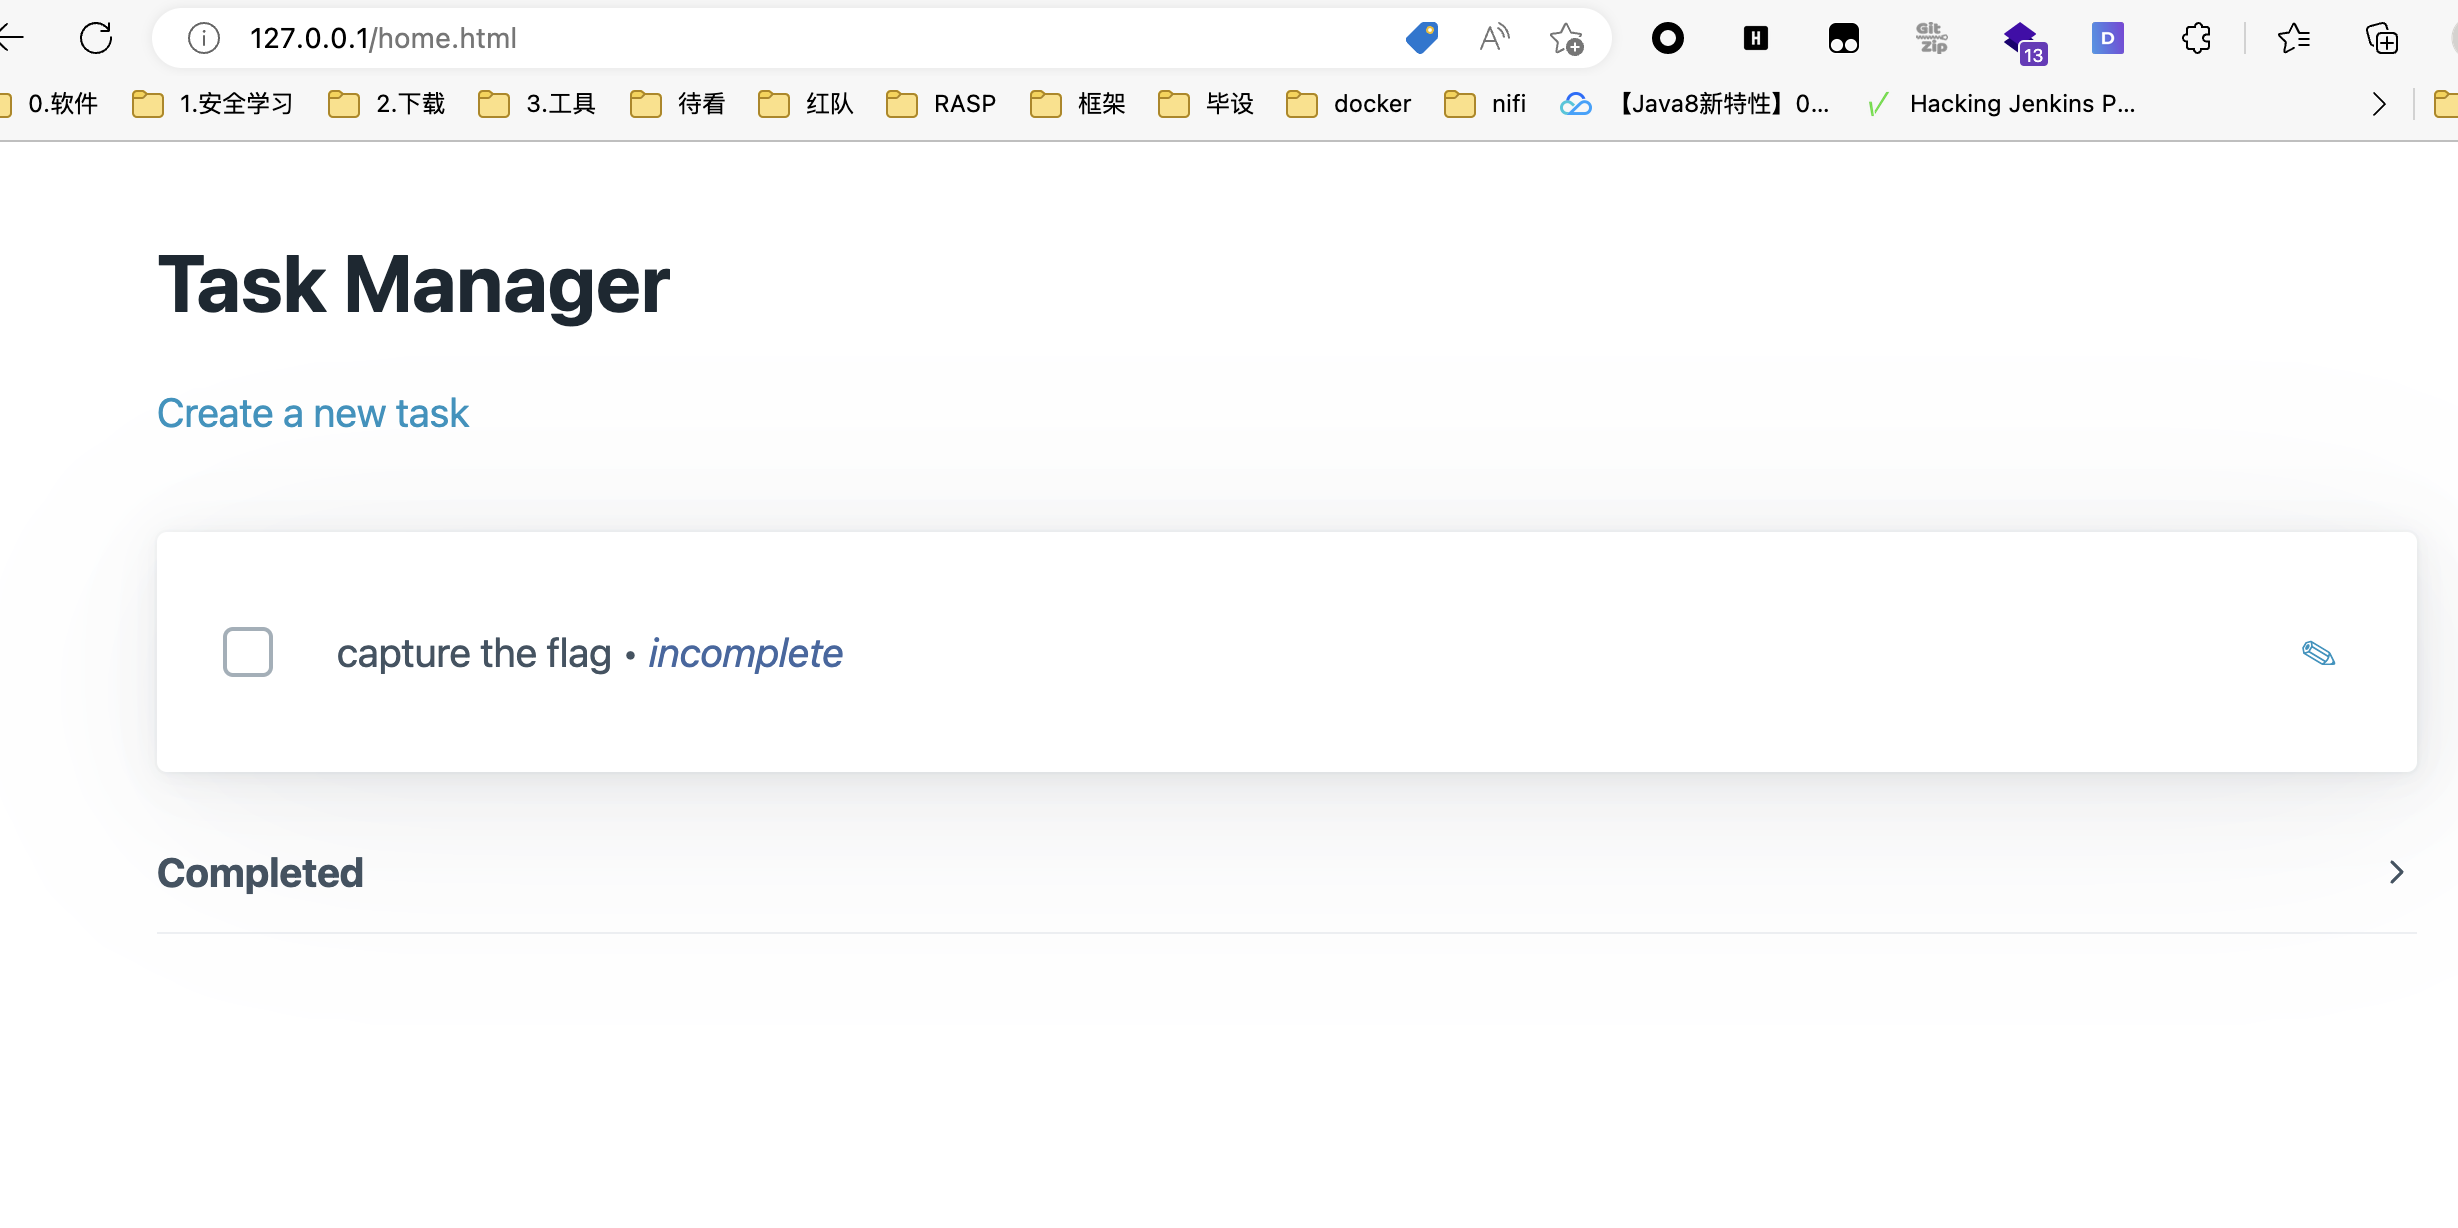 127.0.0.1/home.html
Git Zip 13 D H
0.软件 1.安全学习 2.下载 3.工具 待看 红队 RASP 框架 毕设 docker nifi 【Java8新特性】0... Hacking Jenkins P...
Task Manager
Create a new task
capture the flag • incomplete
Completed